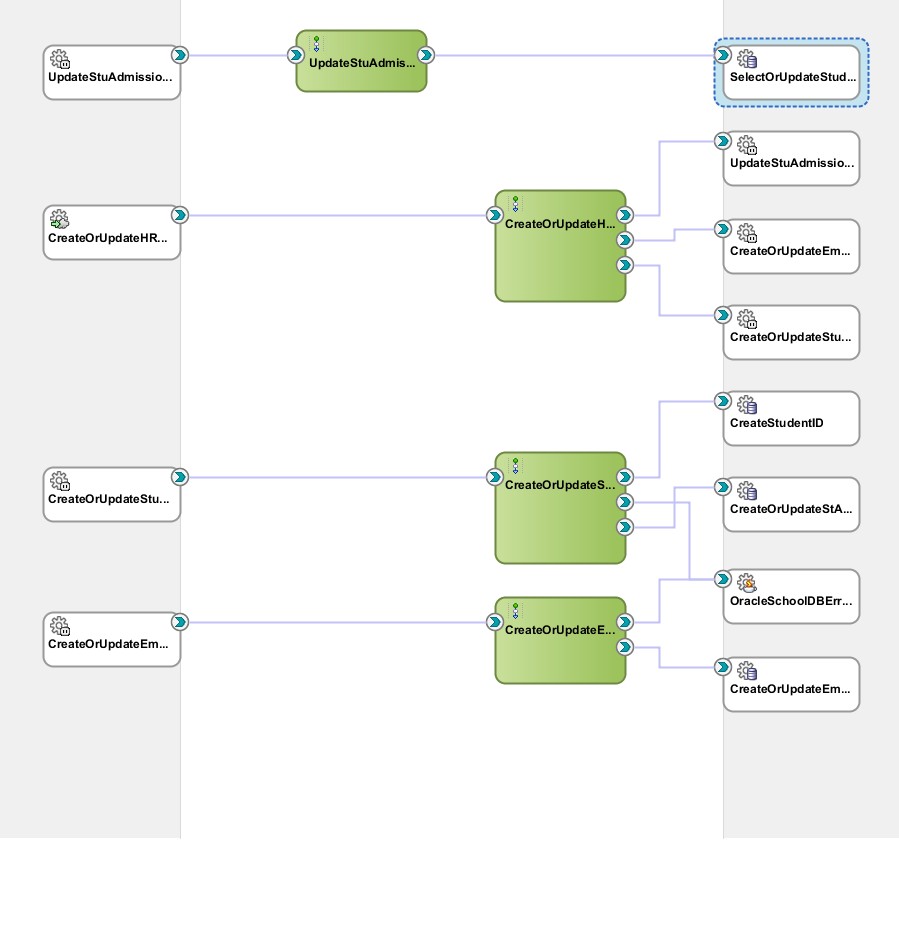 UpdateStuAdmissio...
UpdateStuAdmis...
SelectOrUpdateStud...
UpdateStuAdmissio...
CreateOrUpdateHR...
CreateOrUpdateH...
CreateOrUpdateEm...
CreateOrUpdateStu...
CreateStudentID
CreateOrUpdateStu...
CreateOrUpdateS...
CreateOrUpdateStA...
OracleSchoolDBErr...
CreateOrUpdateEm...
CreateOrUpdateE...
CreateOrUpdateEm...